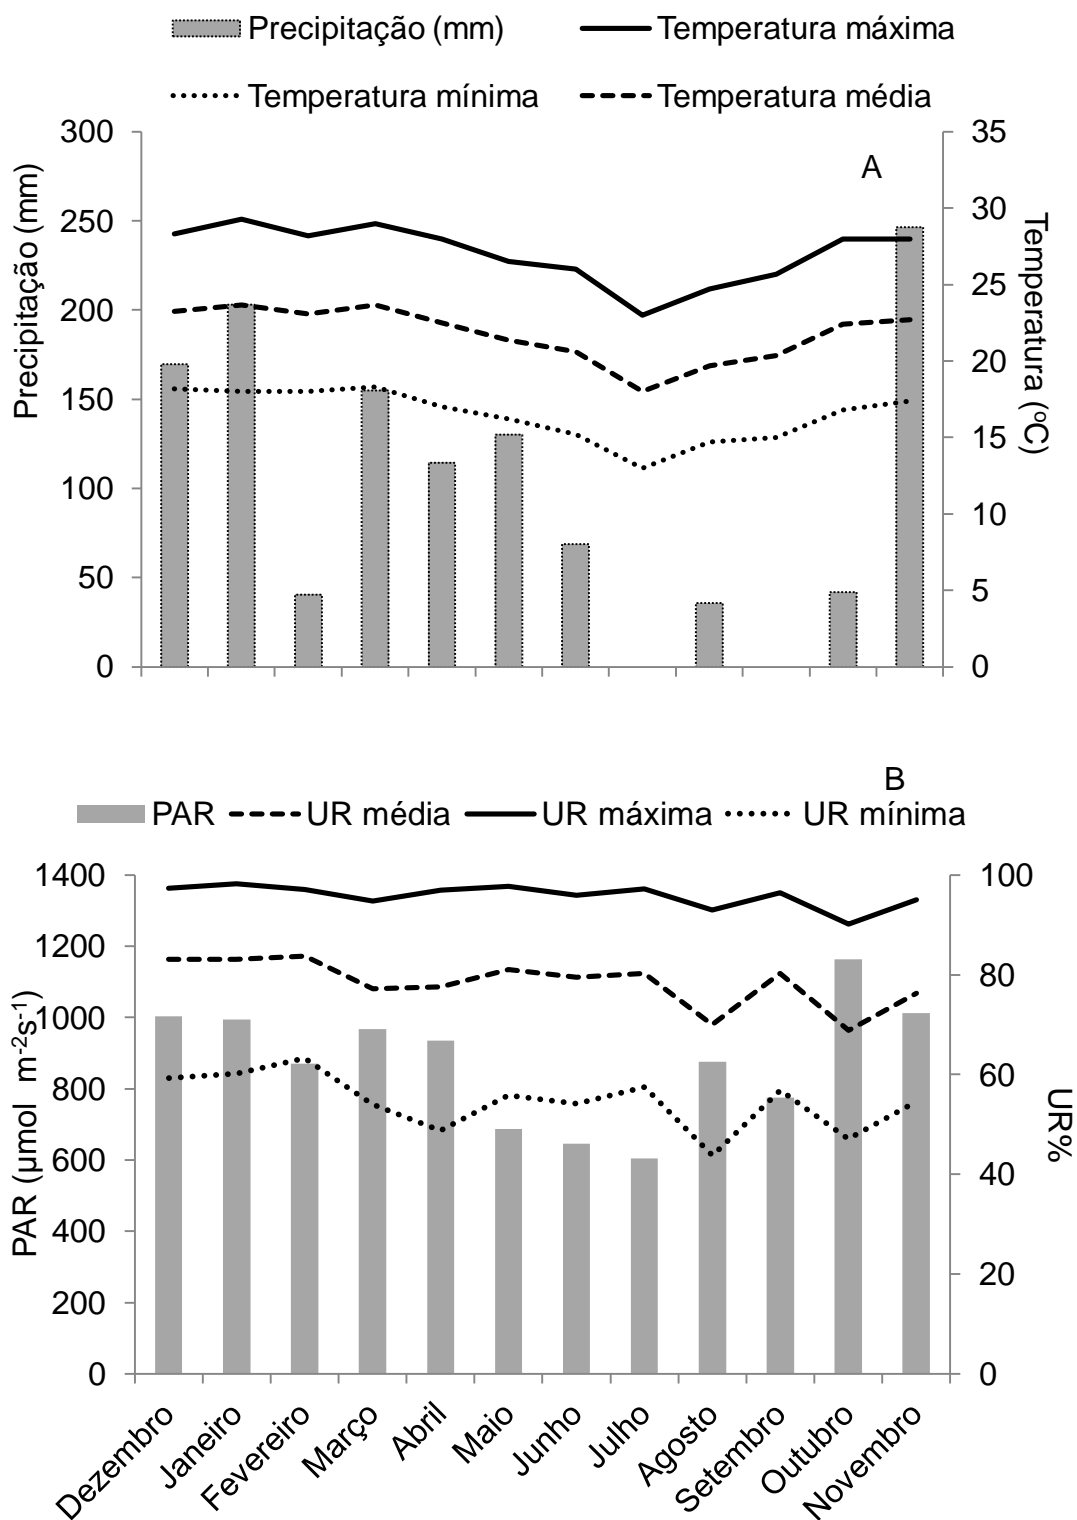 Precipitação (mm) Temperatura máxima
Temperatura mínima Temperatura média
A
Precipitação (mm)
300
250
200
150
100
50
0
35
30
25
20
15
10
5
0
Temperatura (ºC)
B
PAR UR média UR máxima UR mínima
PAR (µmol m-2s-1)
1400
1200
1000
800
600
400
200
0
100
80
60
40
20
0
UR%
Dezembro
Janeiro
Fevereiro
Março
Abril
Maio
Junho
Julho
Agosto
Setembro
Outubro
Novembro